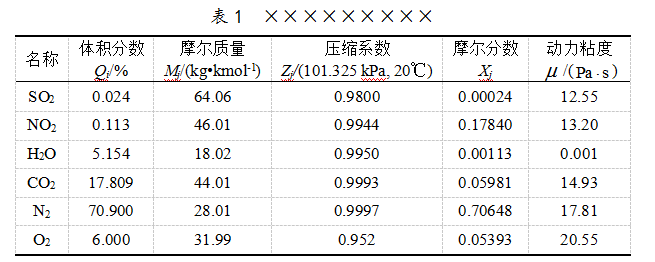 表 1 ×××××××××
名称 体积分数 Qi/% 摩尔质量 Mi/(kg•kmol-1) 压缩系数 Zi/(101.325 kPa, 20℃) 摩尔分数 Xi 动力粘度 μ/(Pa·s)
SO2 0.024 64.06 0.9800 0.00024 12.55
NO2 0.113 46.01 0.9944 0.17840 13.20
H2O 5.154 18.02 0.9950 0.00113 0.001
CO2 17.809 44.01 0.9993 0.05981 14.93
N2 70.900 28.01 0.9997 0.70648 17.81
O2 6.000 31.99 0.952 0.05393 20.55